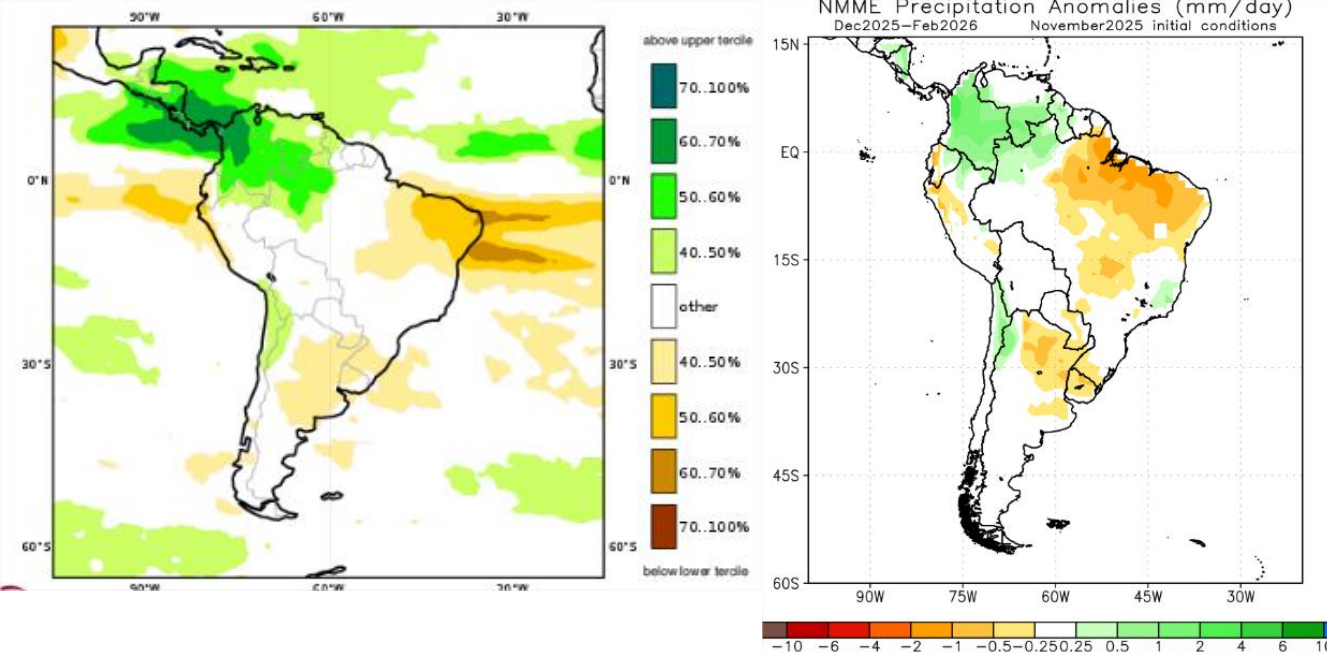 90°W 60°W 30°W
0°N 0°N
30°S 30°S
60°S 60°S
90°W 60°W 30°W
above upper tercile
70..100%
60..70%
50..60%
40..50%
other
40..50%
50..60%
60..70%
70..100%
below lower tercile
NMME Precipitation Anomalies (mm/day)
Dec2025-Feb2026 November2025 initial conditions
15N
EQ
15S
30S
45S
60S
90W 75W 60W 45W 30W
-10 -6 -4 -2 -1 -0.5 -0.25 0.25 0.5 1 2 4 6 10